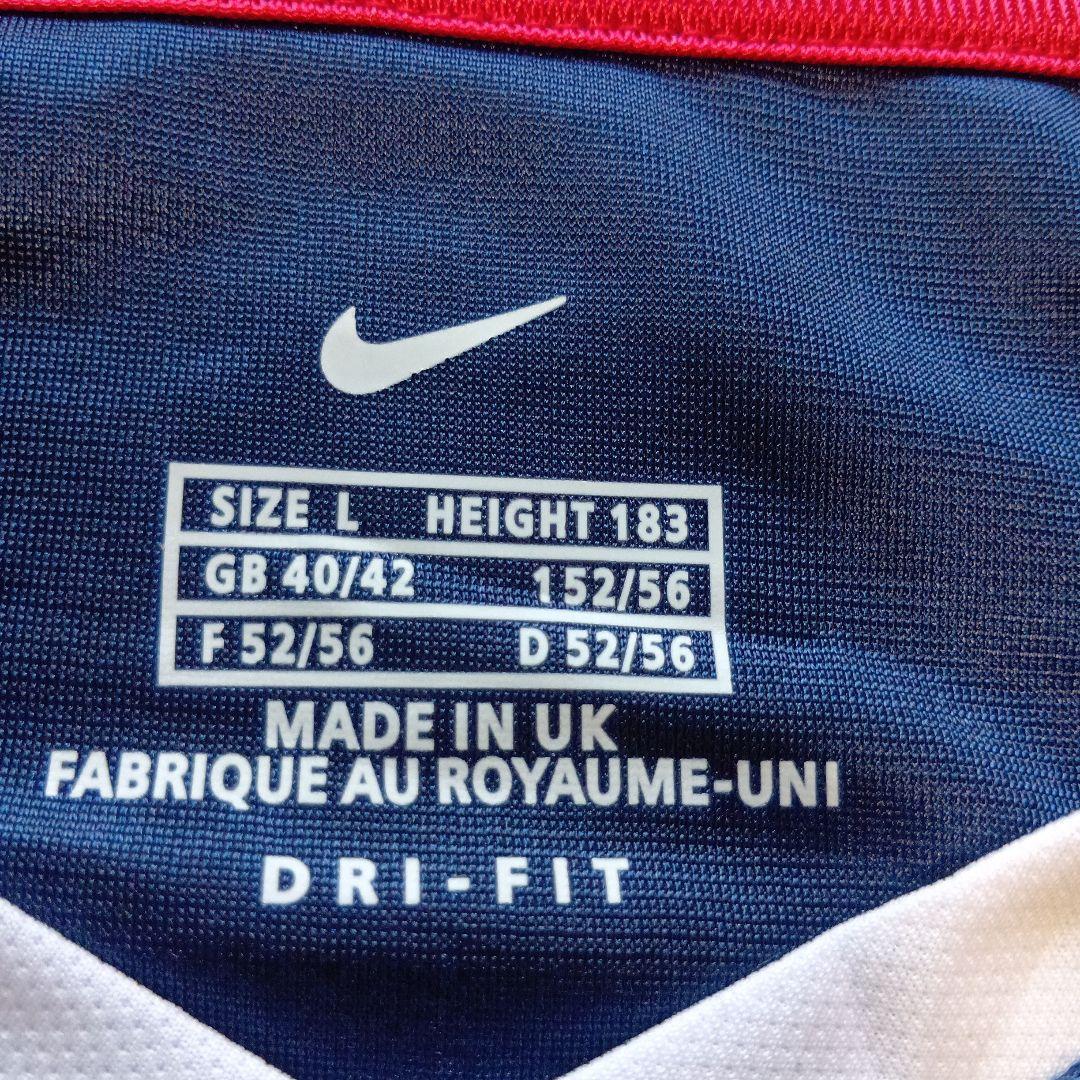 SIZE L HEIGHT 183
GB 40/42 152/56
F 52/56 D 52/56
MADE IN UK
FABRIQUE AU ROYAUME-UNI
DRI-FIT